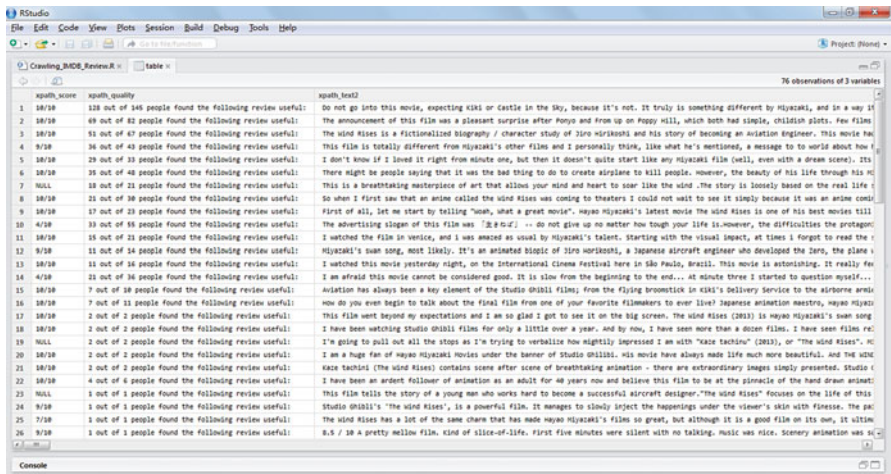 RStudio
File Edit Code View Plots Session Build Debug Tools Help
Go to file/function Project: (None)
Crawling_IMDB_Review.R table
76 observations of 3 variables
xpath_score xpath_quality xpath_text2
1 10/10 128 out of 145 people found the following review useful: Do not go into this movie, expecting Kiki or Castle in the Sky, because it's not. It truly is something different by Miyazaki, and in a way it
2 10/10 69 out of 82 people found the following review useful: The announcement of this film was a pleasant surprise after Ponyo and From Up on Poppy Hill, which both had simple, childish plots. Few films
3 10/10 51 out of 67 people found the following review useful: The Wind Rises is a fictionalized biography / character study of Jiro Hirikoshi and his story of becoming an Aviation Engineer. This movie had
4 9/10 36 out of 43 people found the following review useful: This film is totally different from Miyazaki's other films and I personally think, like what he's mentioned, a message to to world about how
5 10/10 29 out of 33 people found the following review useful: I don't know if I loved it right from minute one, but then it doesn't quite start like any Miyazaki film (well, even with a dream scene). Its
6 10/10 35 out of 48 people found the following review useful: There might be people saying that it was the bad thing to do to create airplane to kill people. However, the beauty of his life through his
7 NULL 18 out of 21 people found the following review useful: This is a breathtaking masterpiece of art that allows your mind and heart to soar like the wind .The story is loosely based on the real life
8 10/10 21 out of 30 people found the following review useful: So when I first saw that an anime called the Wind Rises was coming to theaters I could not wait to see it simply because it was an anime
9 10/10 17 out of 23 people found the following review useful: First of all, let me start by telling "woah, what a great movie". Hayao Miyazaki's latest movie The Wind Rises is one of his best movies till
10 4/10 33 out of 55 people found the following review useful: The advertising slogan of this film was 「生きねば」 -- do not give up no matter how tough your life is.However, the difficulties the
11 10/10 15 out of 21 people found the following review useful: I watched the film in Venice, and i was amazed as usual by Miyazaki's talent. Starting with the visual impact, at times i forgot to read the
12 9/10 11 out of 14 people found the following review useful: Miyazaki's swan song, most likely. It's an animated biopic of Jiro Horikoshi, a Japanese aircraft engineer who developed the Zero, the plane
13 10/10 11 out of 16 people found the following review useful: I watched this movie yesterday night, on the International Cinema Festival here in São Paulo, Brazil. This movie is astonishing. It really
14 4/10 21 out of 36 people found the following review useful: I am afraid this movie cannot be considered good. It is slow from the beginning to the end... At minute three I started to question myself...
15 10/10 7 out of 10 people found the following review useful: Aviation has always been a key element of the Studio Ghibli films; from the flying broomstick in Kiki's Delivery Service to the airborne
16 10/10 7 out of 11 people found the following review useful: How do you even begin to talk about the final film from one of your favorite filmmakers to ever live? Japanese animation maestro, Hayao
17 10/10 2 out of 2 people found the following review useful: This film went beyond my expectations and I am so glad I got to see it on the big screen. The Wind Rises (2013) is Hayao Miyazaki's swan song
18 10/10 2 out of 2 people found the following review useful: I have been watching Studio Ghibli films for only a little over a year. And by now, I have seen more than a dozen films. I have seen films
19 NULL 2 out of 2 people found the following review useful: I'm going to pull out all the stops as I'm trying to verbalize how mightily impressed I am with "Kaze tachinu" (2013), or "The Wind Rises".
20 10/10 2 out of 2 people found the following review useful: I am a huge fan of Hayao Miyazaki Movies under the banner of Studio Ghilibi. His movie have always made life much more beautiful. And THE WIND
21 10/10 2 out of 2 people found the following review useful: Kaze tachini (The Wind Rises) contains scene after scene of breathtaking animation - there are extraordinary images simply presented. Studio
22 10/10 4 out of 6 people found the following review useful: I have been an ardent follower of animation as an adult for 40 years now and believe this film to be at the pinnacle of the hand drawn
23 NULL 1 out of 1 people found the following review useful: This film tells the story of a young man who works hard to become a successful aircraft designer."The Wind Rises" focuses on the life of this
24 9/10 1 out of 1 people found the following review useful: Studio Ghibli's 'The Wind Rises', is a powerful film. It manages to slowly inject the happenings under the viewer's skin with finesse. The
25 7/10 1 out of 1 people found the following review useful: The Wind Rises has a lot of the same charm that has made Hayao Miyazaki's films so great, but although it is a good film on its own, it
26 9/10 1 out of 2 people found the following review useful: 8.5 / 10 A pretty mellow film. Kind of slice-of-life. First five minutes were silent with no talking. Music was nice. Scenery animation was
Console